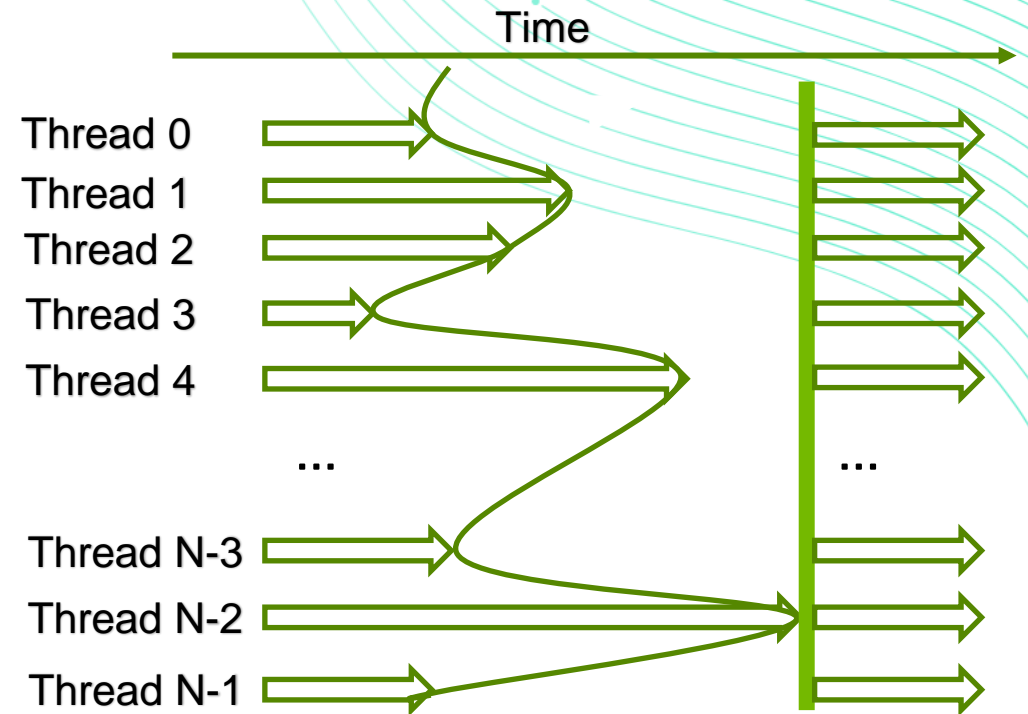 Time
Thread 0
Thread 1
Thread 2
Thread 3
Thread 4
... ...
Thread N-3
Thread N-2
Thread N-1